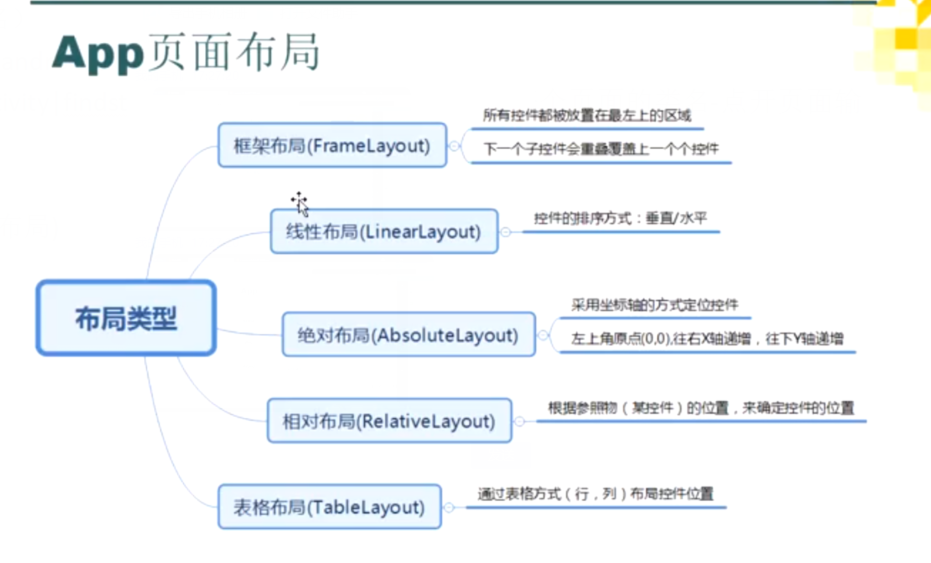 App页面布局
布局类型
框架布局(FrameLayout)
所有控件都被放置在最左上的区域
下一个子控件会重叠覆盖上一个个控件
线性布局(LinearLayout)
控件的排序方式：垂直/水平
绝对布局(AbsoluteLayout)
采用坐标轴的方式定位控件
左上角原点(0,0),往右X轴递增，往下Y轴递增
相对布局(RelativeLayout)
根据参照物（某控件）的位置，来确定控件的位置
表格布局(TableLayout)
通过表格方式（行，列）布局控件位置